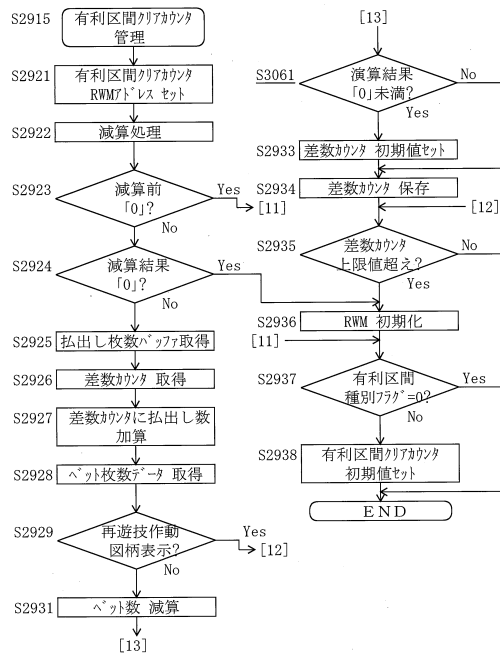 S2915
有利区間クリアカウンタ
管理
S2921
有利区間クリアカウンタ
RWMアドレス セット
S2922
減算処理
S2923
減算前
「0」?
Yes
[11]
No
S2924
減算結果
「0」?
Yes
No
S2925
払出し枚数バッファ取得
S2926
差数カウンタ 取得
S2927
差数カウンタに払出し数
加算
S2928
ベット枚数データ 取得
S2929
再遊技作動
図柄表示?
Yes
[12]
No
S2931
ベット数 減算
[13]
[13]
S3061
演算結果
「0」未満?
No
Yes
S2933
差数カウンタ 初期値セット
S2934
差数カウンタ 保存
[12]
S2935
差数カウンタ
上限値超え?
No
Yes
S2936
RWM 初期化
[11]
S2937
有利区間
種別フラグ=0?
Yes
No
S2938
有利区間クリアカウンタ
初期値セット
END